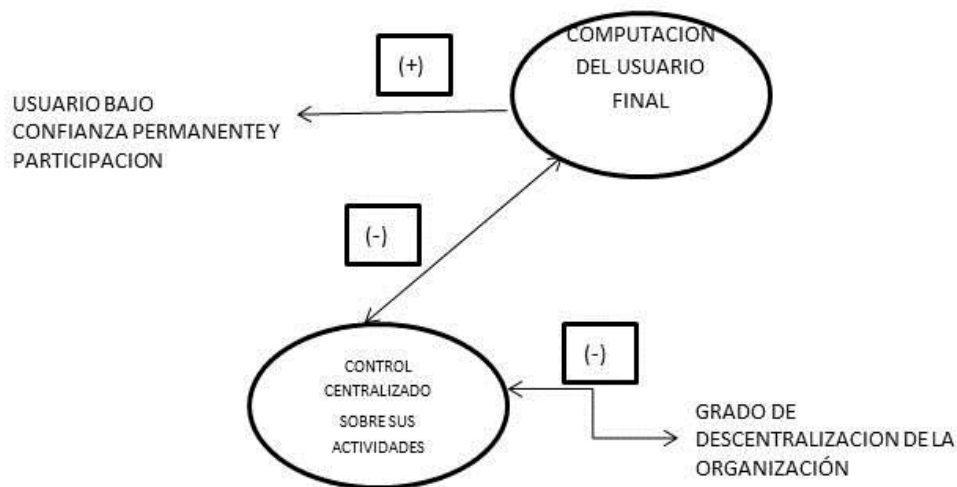 COMPUTACION
DEL USUARIO
FINAL
(+)
USUARIO BAJO
CONFIANZA PERMANENTE Y
PARTICIPACION
(-)
CONTROL
CENTRALIZADO
SOBRE SUS
ACTIVIDADES
(-)
GRADO DE
DESCENTRALIZACION DE LA
ORGANIZACIÓN